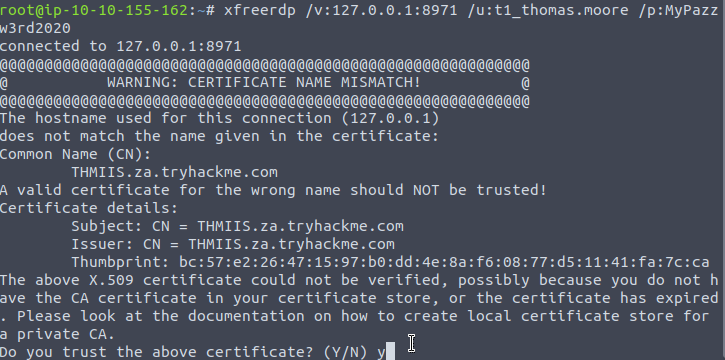 root@ip-10-10-155-162:~# xfreerdp /v:127.0.0.1:8971 /u:t1_thomas.moore /p:MyPazz
w3rd2020
connected to 127.0.0.1:8971
@@@@@@@@@@@@@@@@@@@@@@@@@@@@@@@@@@@@@@@@@@@@@@@@@@@@@@@@@@@
@           WARNING: CERTIFICATE NAME MISMATCH!           @
@@@@@@@@@@@@@@@@@@@@@@@@@@@@@@@@@@@@@@@@@@@@@@@@@@@@@@@@@@@
The hostname used for this connection (127.0.0.1)
does not match the name given in the certificate:
Common Name (CN):
        THMIIS.za.tryhackme.com
A valid certificate for the wrong name should NOT be trusted!
Certificate details:
        Subject: CN = THMIIS.za.tryhackme.com
        Issuer: CN = THMIIS.za.tryhackme.com
        Thumbprint: bc:57:e2:26:47:15:97:b0:dd:4e:8a:f6:08:77:d5:11:41:fa:7c:ca
The above X.509 certificate could not be verified, possibly because you do not h
ave the CA certificate in your certificate store, or the certificate has expired
. Please look at the documentation on how to create local certificate store for
a private CA.
Do you trust the above certificate? (Y/N) y